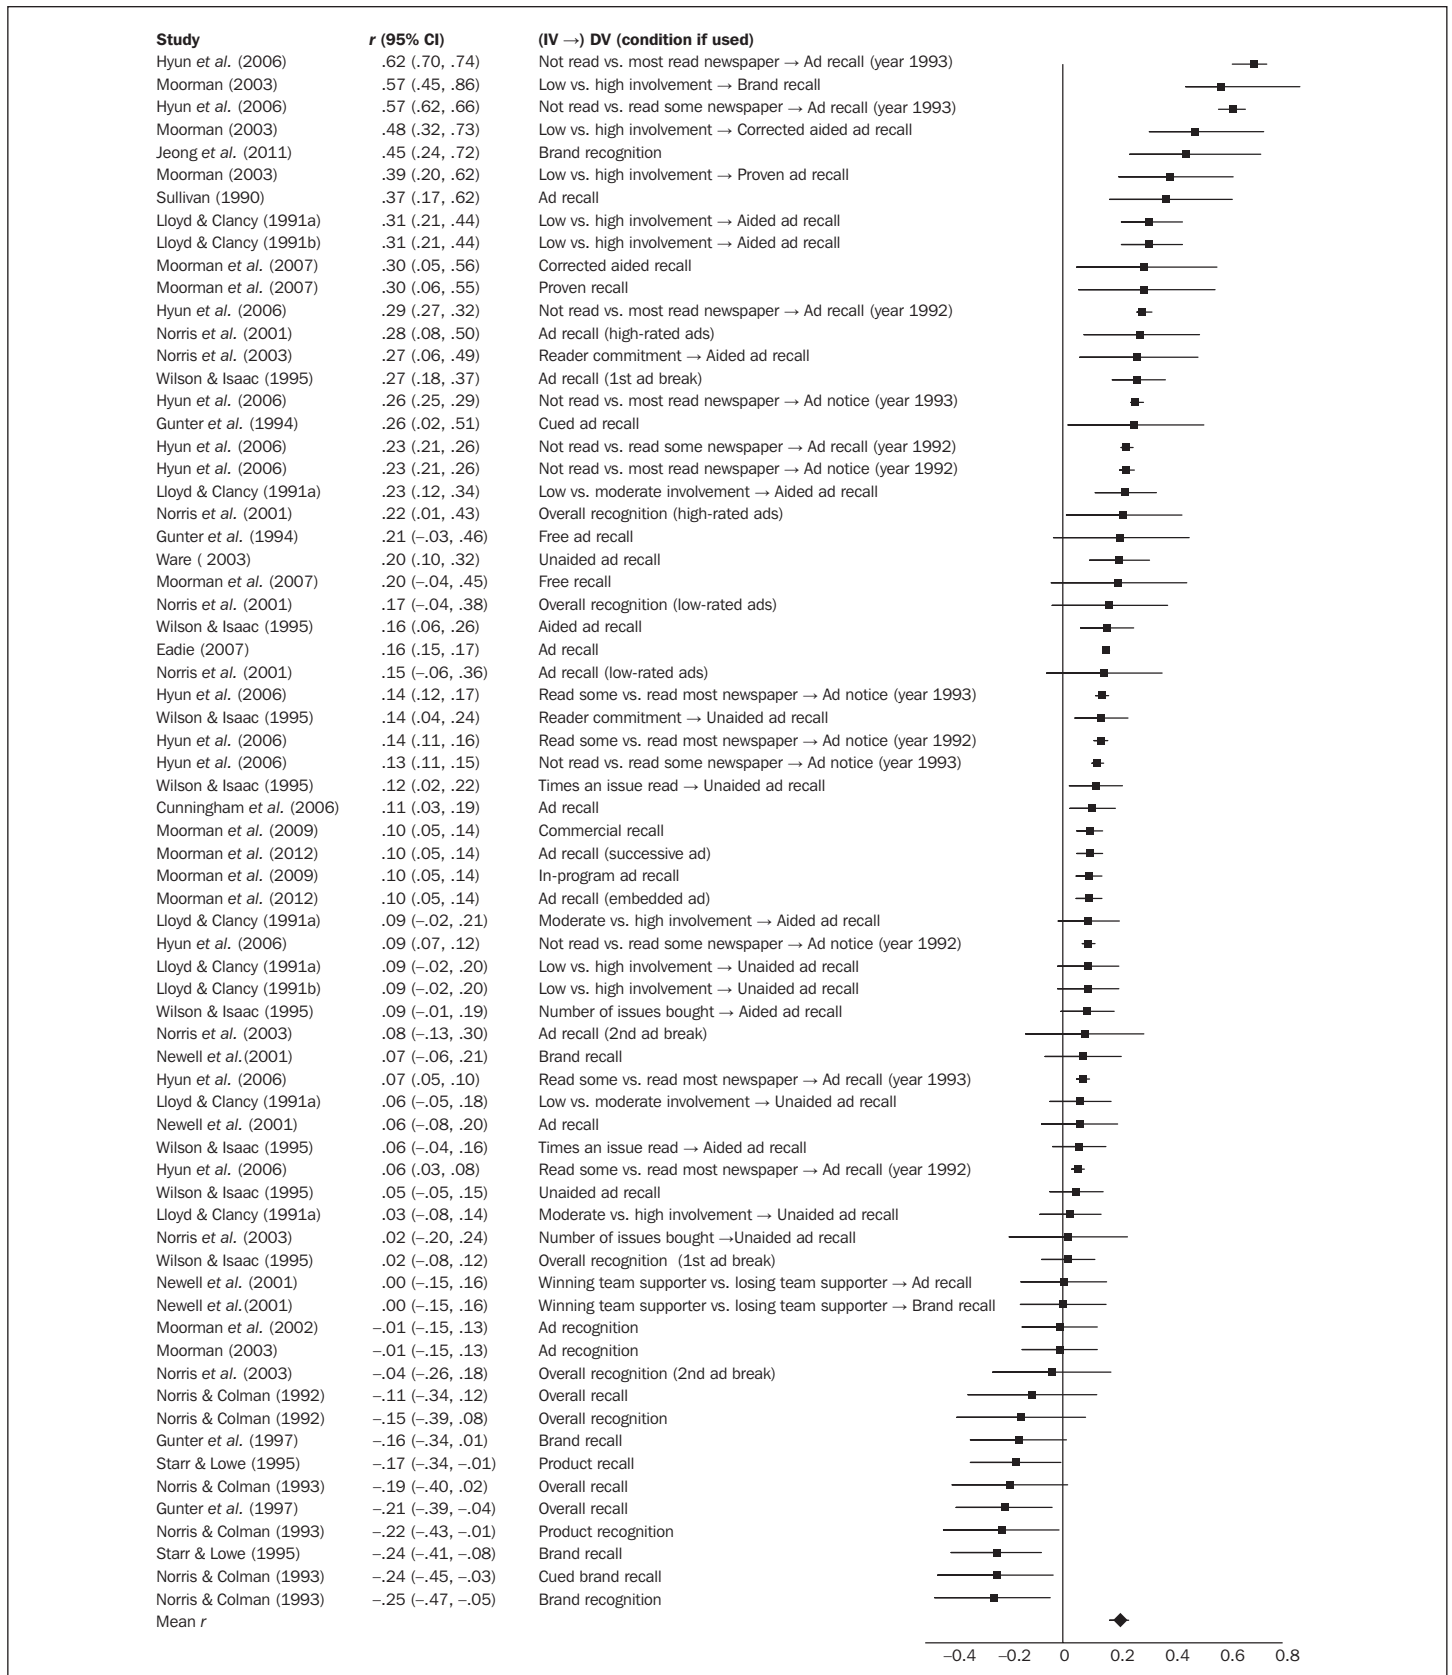 Study r (95% CI) (IV →) DV (condition if used)
Hyun et al. (2006) .62 (.70, .74) Not read vs. most read newspaper → Ad recall (year 1993)
Moorman (2003) .57 (.45, .86) Low vs. high involvement → Brand recall
Hyun et al. (2006) .57 (.62, .66) Not read vs. read some newspaper → Ad recall (year 1993)
Moorman (2003) .48 (.32, .73) Low vs. high involvement → Corrected aided ad recall
Jeong et al. (2011) .45 (.24, .72) Brand recognition
Moorman (2003) .39 (.20, .62) Low vs. high involvement → Proven ad recall
Sullivan (1990) .37 (.17, .62) Ad recall
Lloyd & Clancy (1991a) .31 (.21, .44) Low vs. high involvement → Aided ad recall
Lloyd & Clancy (1991b) .31 (.21, .44) Low vs. high involvement → Aided ad recall
Moorman et al. (2007) .30 (.05, .56) Corrected aided recall
Moorman et al. (2007) .30 (.06, .55) Proven recall
Hyun et al. (2006) .29 (.27, .32) Not read vs. most read newspaper → Ad recall (year 1992)
Norris et al. (2001) .28 (.08, .50) Ad recall (high-rated ads)
Norris et al. (2003) .27 (.06, .49) Reader commitment → Aided ad recall
Wilson & Isaac (1995) .27 (.18, .37) Ad recall (1st ad break)
Hyun et al. (2006) .26 (.25, .29) Not read vs. most read newspaper → Ad notice (year 1993)
Gunter et al. (1994) .26 (.02, .51) Cued ad recall
Hyun et al. (2006) .23 (.21, .26) Not read vs. read some newspaper → Ad recall (year 1992)
Hyun et al. (2006) .23 (.21, .26) Not read vs. most read newspaper → Ad notice (year 1992)
Lloyd & Clancy (1991a) .23 (.12, .34) Low vs. moderate involvement → Aided ad recall
Norris et al. (2001) .22 (.01, .43) Overall recognition (high-rated ads)
Gunter et al. (1994) .21 (–.03, .46) Free ad recall
Ware ( 2003) .20 (.10, .32) Unaided ad recall
Moorman et al. (2007) .20 (–.04, .45) Free recall
Norris et al. (2001) .17 (–.04, .38) Overall recognition (low-rated ads)
Wilson & Isaac (1995) .16 (.06, .26) Aided ad recall
Eadie (2007) .16 (.15, .17) Ad recall
Norris et al. (2001) .15 (–.06, .36) Ad recall (low-rated ads)
Hyun et al. (2006) .14 (.12, .17) Read some vs. read most newspaper → Ad notice (year 1993)
Wilson & Isaac (1995) .14 (.04, .24) Reader commitment → Unaided ad recall
Hyun et al. (2006) .14 (.11, .16) Read some vs. read most newspaper → Ad notice (year 1992)
Hyun et al. (2006) .13 (.11, .15) Not read vs. read some newspaper → Ad notice (year 1993)
Wilson & Isaac (1995) .12 (.02, .22) Times an issue read → Unaided ad recall
Cunningham et al. (2006) .11 (.03, .19) Ad recall
Moorman et al. (2009) .10 (.05, .14) Commercial recall
Moorman et al. (2012) .10 (.05, .14) Ad recall (successive ad)
Moorman et al. (2009) .10 (.05, .14) In-program ad recall
Moorman et al. (2012) .10 (.05, .14) Ad recall (embedded ad)
Lloyd & Clancy (1991a) .09 (–.02, .21) Moderate vs. high involvement → Aided ad recall
Hyun et al. (2006) .09 (.07, .12) Not read vs. read some newspaper → Ad notice (year 1992)
Lloyd & Clancy (1991a) .09 (–.02, .20) Low vs. high involvement → Unaided ad recall
Lloyd & Clancy (1991b) .09 (–.02, .20) Low vs. high involvement → Unaided ad recall
Wilson & Isaac (1995) .09 (–.01, .19) Number of issues bought → Aided ad recall
Norris et al. (2003) .08 (–.13, .30) Ad recall (2nd ad break)
Newell et al.(2001) .07 (–.06, .21) Brand recall
Hyun et al. (2006) .07 (.05, .10) Read some vs. read most newspaper → Ad recall (year 1993)
Lloyd & Clancy (1991a) .06 (–.05, .18) Low vs. moderate involvement → Unaided ad recall
Newell et al. (2001) .06 (–.08, .20) Ad recall
Wilson & Isaac (1995) .06 (–.04, .16) Times an issue read → Aided ad recall
Hyun et al. (2006) .06 (.03, .08) Read some vs. read most newspaper → Ad recall (year 1992)
Wilson & Isaac (1995) .05 (–.05, .15) Unaided ad recall
Lloyd & Clancy (1991a) .03 (–.08, .14) Moderate vs. high involvement → Unaided ad recall
Norris et al. (2003) .02 (–.20, .24) Number of issues bought →Unaided ad recall
Wilson & Isaac (1995) .02 (–.08, .12) Overall recognition (1st ad break)
Newell et al. (2001) .00 (–.15, .16) Winning team supporter vs. losing team supporter → Ad recall
Newell et al.(2001) .00 (–.15, .16) Winning team supporter vs. losing team supporter → Brand recall
Moorman et al. (2002) –.01 (–.15, .13) Ad recognition
Moorman (2003) –.01 (–.15, .13) Ad recognition
Norris et al. (2003) –.04 (–.26, .18) Overall recognition (2nd ad break)
Norris & Colman (1992) –.11 (–.34, .12) Overall recall
Norris & Colman (1992) –.15 (–.39, .08) Overall recognition
Gunter et al. (1997) –.16 (–.34, .01) Brand recall
Starr & Lowe (1995) –.17 (–.34, –.01) Product recall
Norris & Colman (1993) –.19 (–.40, .02) Overall recall
Gunter et al. (1997) –.21 (–.39, –.04) Overall recall
Norris & Colman (1993) –.22 (–.43, –.01) Product recognition
Starr & Lowe (1995) –.24 (–.41, –.08) Brand recall
Norris & Colman (1993) –.24 (–.45, –.03) Cued brand recall
Norris & Colman (1993) –.25 (–.47, –.05) Brand recognition
Mean r
–0.4 –0.2 0 0.2 0.4 0.6 0.8